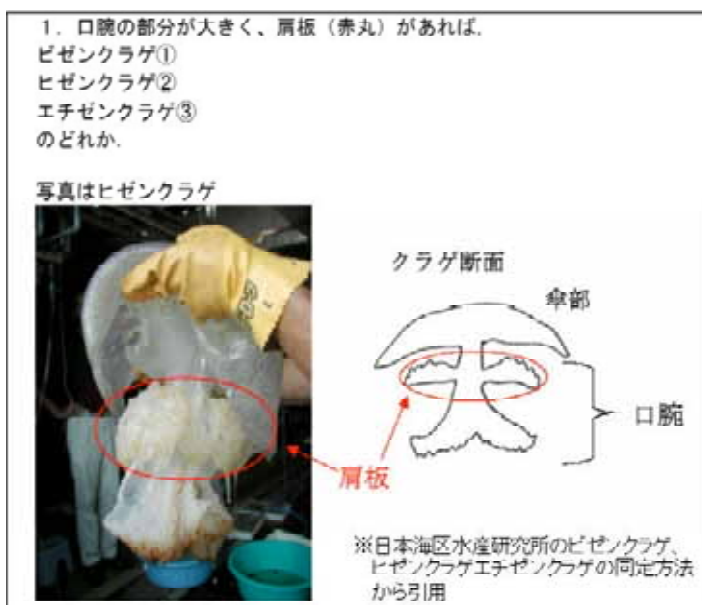 1．口腕の部分が大きく、肩板（赤丸）があれば，
ビゼンクラゲ①
ヒゼンクラゲ②
エチゼンクラゲ③
のどれか．
写真はヒゼンクラゲ
クラゲ断面
傘部
口腕
肩板
※日本海区水産研究所のビゼンクラゲ、
ヒゼンクラゲエチゼンクラゲの同定方法
から引用